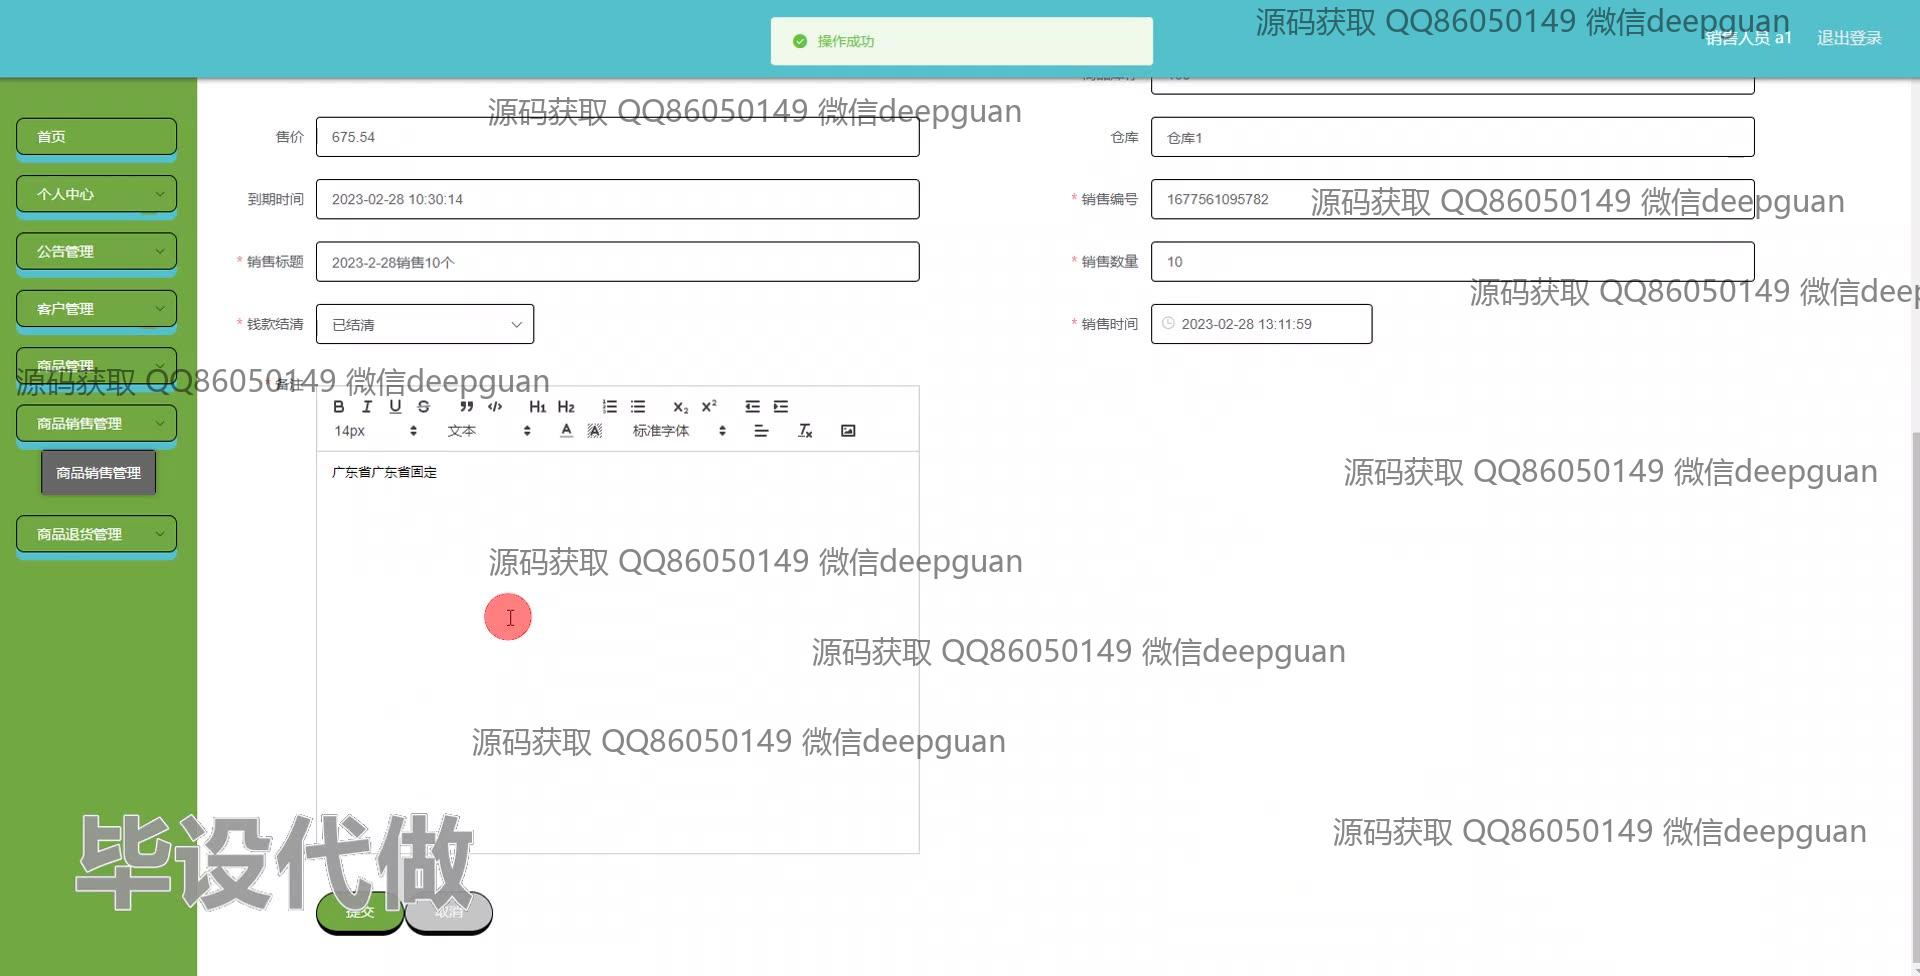 源码获取 QQ86050149 微信deepguan
操作成功
销售人员 a1
退出登录
源码获取 QQ86050149 微信deepguan
首页
个人中心
公告管理
客户管理
商品管理
商品销售管理
商品销售管理
商品退货管理
售价
675.54
仓库
仓库1
到期时间
2023-02-28 10:30:14
* 销售编号
1677561095782
源码获取 QQ86050149 微信deepguan
* 销售标题
2023-2-28销售10个
* 销售数量
10
源码获取 QQ86050149 微信deep
* 钱款结清
已结清
* 销售时间
2023-02-28 13:11:59
源码获取 QQ86050149 微信deepguan
* 备注
B I U S ” </> H1 H2 X2 X2
14px 文本 A A 标准字体 Tx
广东省广东省固定
源码获取 QQ86050149 微信deepguan
源码获取 QQ86050149 微信deepguan
源码获取 QQ86050149 微信deepguan
源码获取 QQ86050149 微信deepguan
源码获取 QQ86050149 微信deepguan
毕设代做
提交
取消